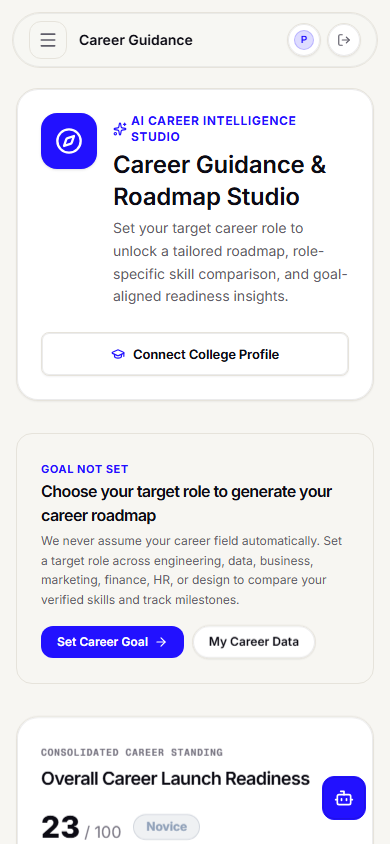 Career Guidance
P
AI CAREER INTELLIGENCE
STUDIO
Career Guidance &
Roadmap Studio
Set your target career role to
unlock a tailored roadmap, role-
specific skill comparison, and goal-
aligned readiness insights.
Connect College Profile
GOAL NOT SET
Choose your target role to generate your
career roadmap
We never assume your career field automatically. Set
a target role across engineering, data, business,
marketing, finance, HR, or design to compare your
verified skills and track milestones.
Set Career Goal →
My Career Data
CONSOLIDATED CAREER STANDING
Overall Career Launch Readiness
23 / 100 Novice